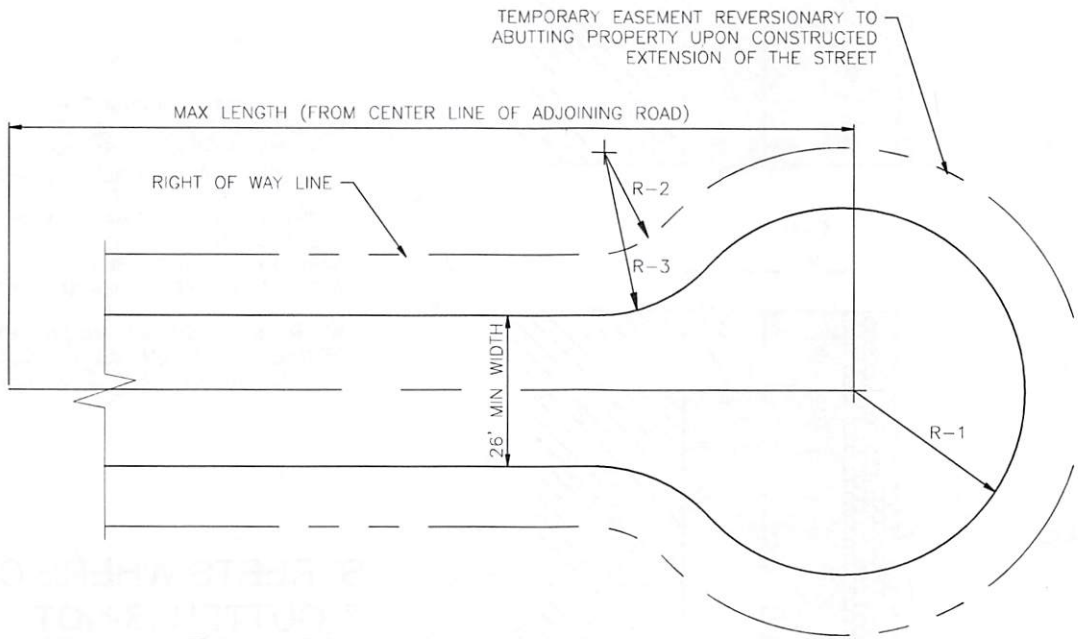 TEMPORARY EASEMENT REVERSIONARY TO
ABUTTING PROPERTY UPON CONSTRUCTED
EXTENSION OF THE STREET
MAX LENGTH (FROM CENTER LINE OF ADJOINING ROAD)
RIGHT OF WAY LINE
R-2
R-3
26' MIN WIDTH
R-1